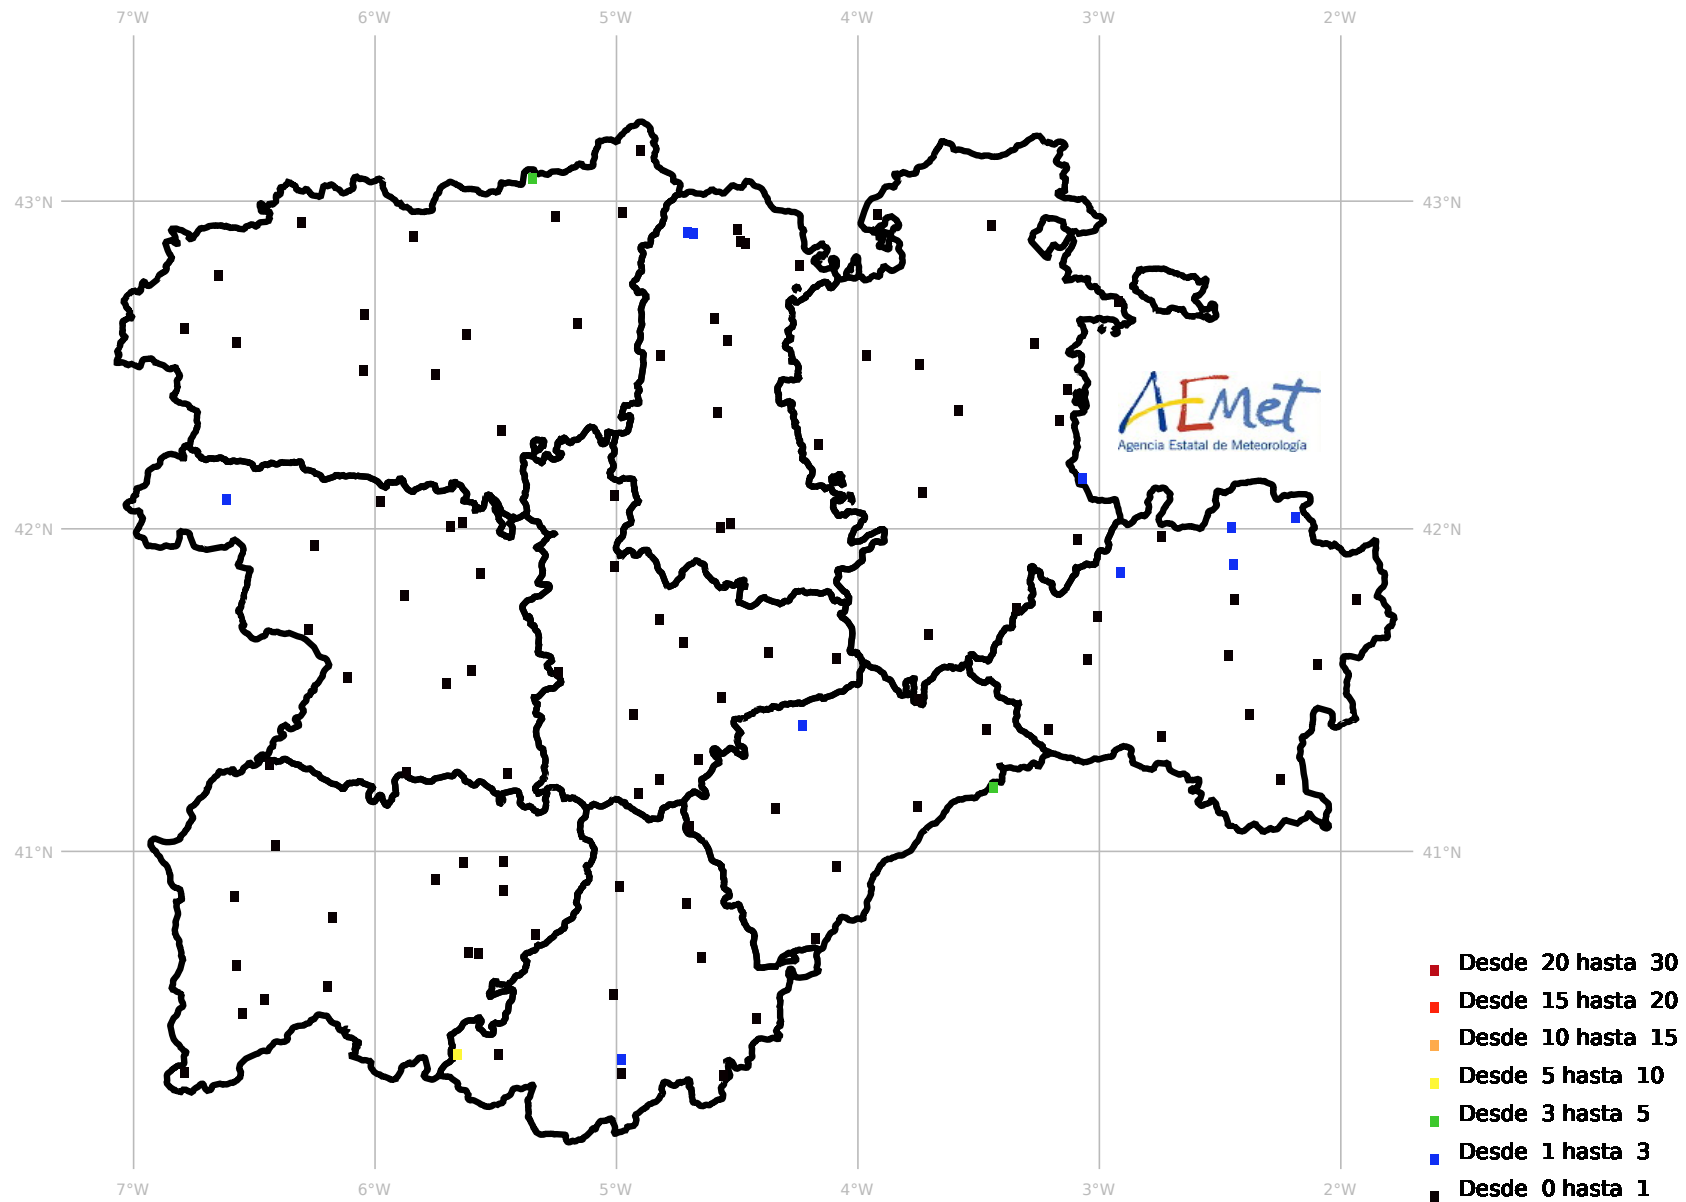 7°W 6°W 5°W 4°W 3°W 2°W
43°N 43°N
AEMet
Agencia Estatal de Meteorología
42°N 42°N
41°N 41°N
Desde 20 hasta 30
Desde 15 hasta 20
Desde 10 hasta 15
Desde 5 hasta 10
Desde 3 hasta 5
Desde 1 hasta 3
Desde 0 hasta 1
7°W 6°W 5°W 4°W 3°W 2°W